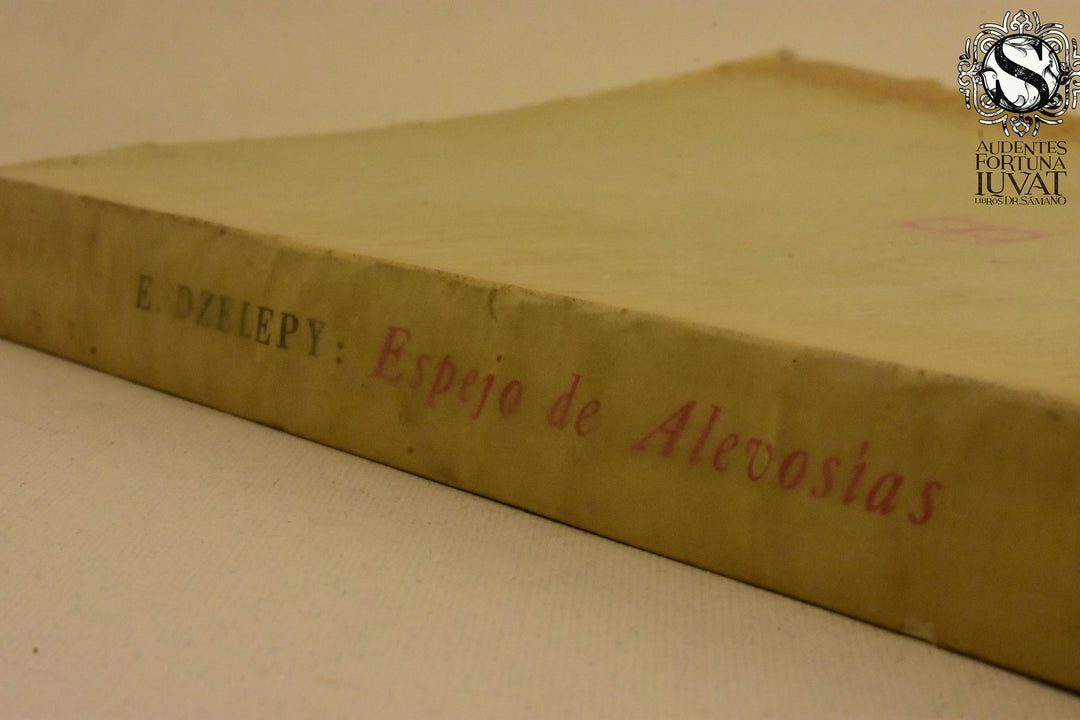 E. DZELEPY: Espejo de Alevosías
S
AUDENTES
FORTUNA
IUVAT
LIBROS DR. SÁMANO